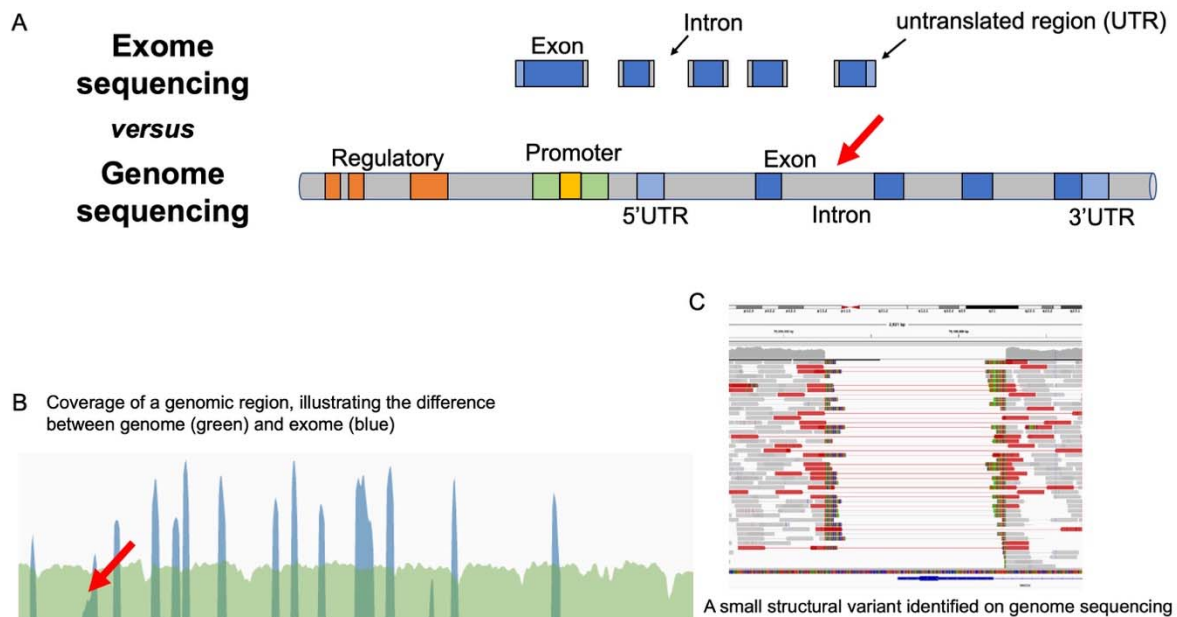 A
Exome
sequencing
versus
Genome
sequencing
Exon
Intron
untranslated region (UTR)
Regulatory
Promoter
Exon
5'UTR
Intron
3'UTR
B Coverage of a genomic region, illustrating the difference
between genome (green) and exome (blue)
C
A small structural variant identified on genome sequencing